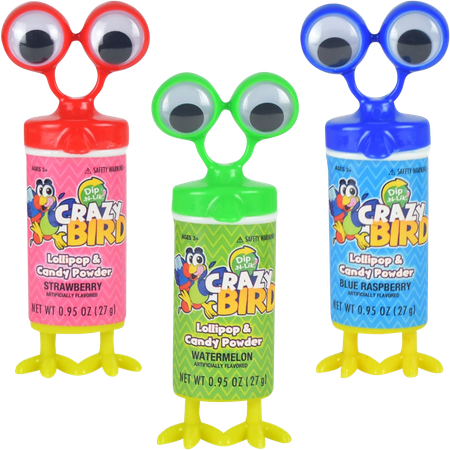 AGES 3+
⚠ SAFETY WARNING
Dip
-N-Lik
CRAZY
BIRD
Lollipop &
Candy Powder
STRAWBERRY
ARTIFICIALLY FLAVORED
NET WT 0.95 OZ (27 g)
AGES 3+
⚠ SAFETY WARNING
Dip
-N-Lik
CRAZY
BIRD
Lollipop &
Candy Powder
WATERMELON
ARTIFICIALLY FLAVORED
NET WT 0.95 OZ (27 g)
AGES 3+
⚠ SAFETY WARNING
Dip
-N-Lik
CRAZY
BIRD
Lollipop &
Candy Powder
BLUE RASPBERRY
ARTIFICIALLY FLAVORED
NET WT 0.95 OZ (27 g)